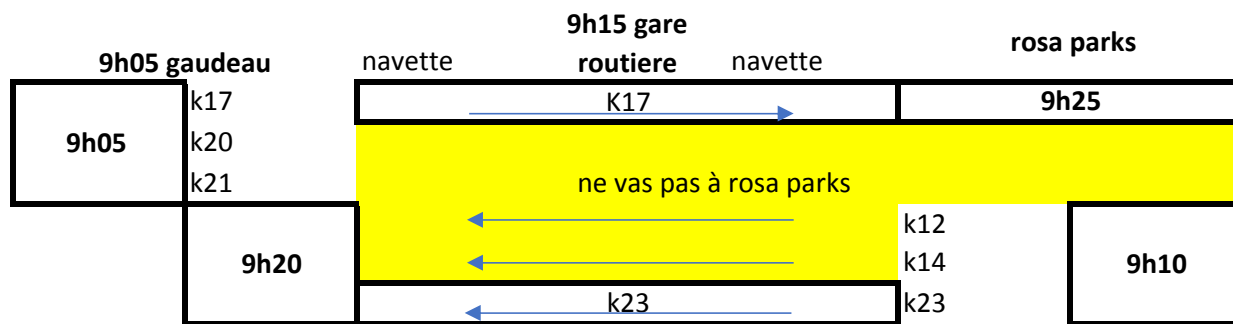 9h15 gare
9h05 gaudeau navette routiere navette rosa parks
k17 K17 9h25
9h05 k20
k21 ne vas pas à rosa parks
k12
9h20 k14 9h10
k23 k23